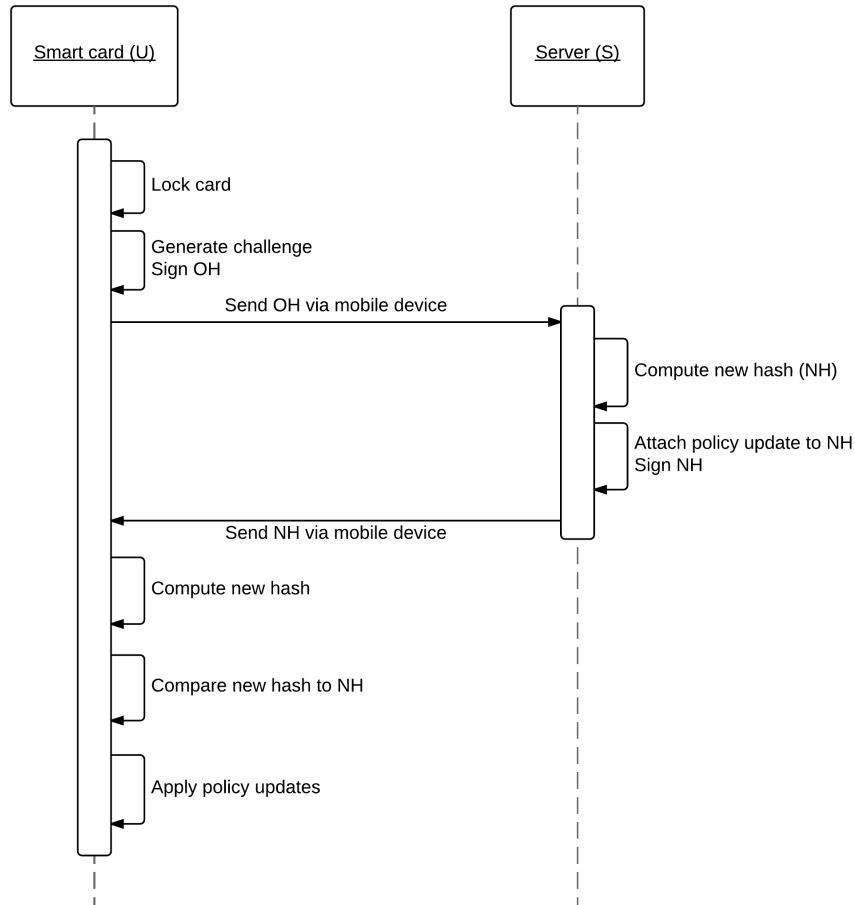 Smart card (U)
Server (S)
Lock card
Generate challenge
Sign OH
Send OH via mobile device
Compute new hash (NH)
Attach policy update to NH
Sign NH
Send NH via mobile device
Compute new hash
Compare new hash to NH
Apply policy updates